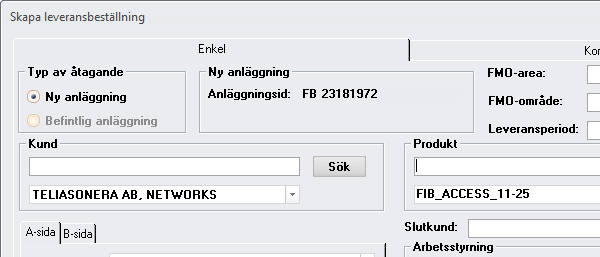 Skapa leveransbeställning
Enkel
Typ av åtagande
Ny anläggning
Befintlig anläggning
Ny anläggning
Anläggningsid: FB 23181972
FMO-area:
FMO-område:
Leveransperiod:
Kund
Sök
TELIASONERA AB, NETWORKS
Produkt
FIB_ACCESS_11-25
Slutkund:
A-sida B-sida
Arbetsstyrning